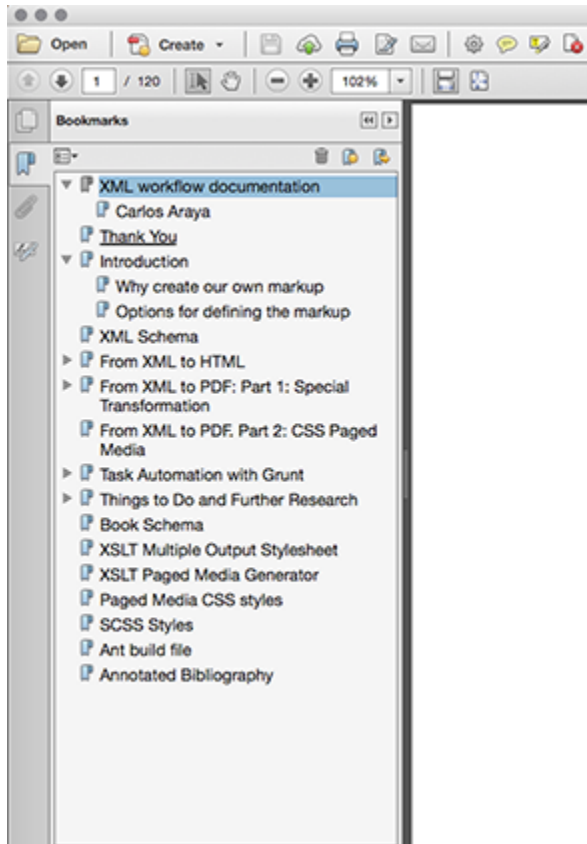 Open Create
1 / 120 102%
Bookmarks
XML workflow documentation
Carlos Araya
Thank You
Introduction
Why create our own markup
Options for defining the markup
XML Schema
From XML to HTML
From XML to PDF: Part 1: Special
Transformation
From XML to PDF. Part 2: CSS Paged
Media
Task Automation with Grunt
Things to Do and Further Research
Book Schema
XSLT Multiple Output Stylesheet
XSLT Paged Media Generator
Paged Media CSS styles
SCSS Styles
Ant build file
Annotated Bibliography